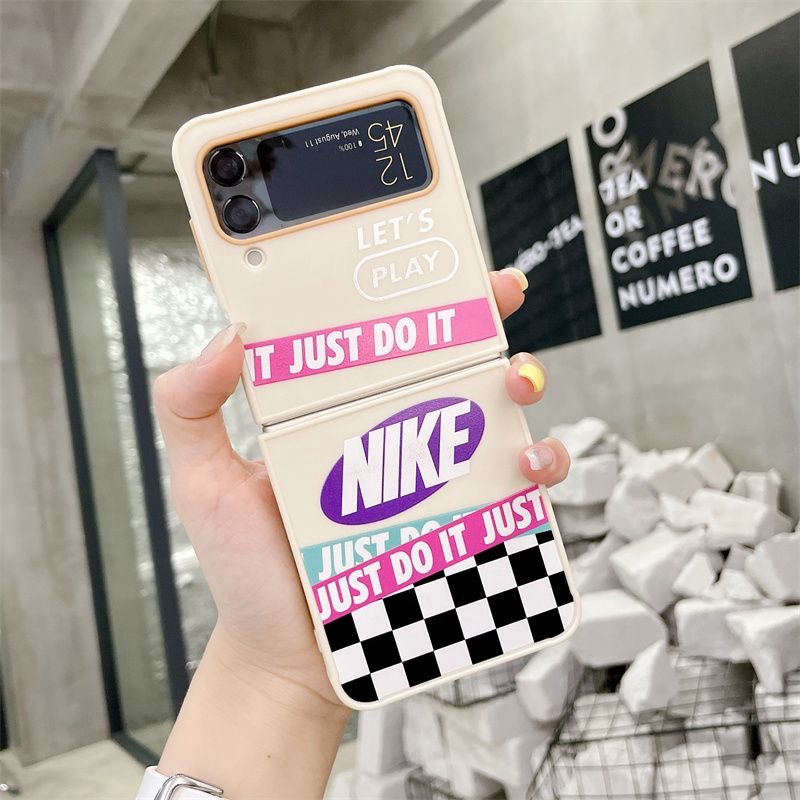 12
45
100%
Wed, August 11
LET'S
PLAY
IT JUST DO IT
NIKE
JUST DO IT
JUST DO IT JUST
TEA
OR
COFFEE
NUMERO
NU